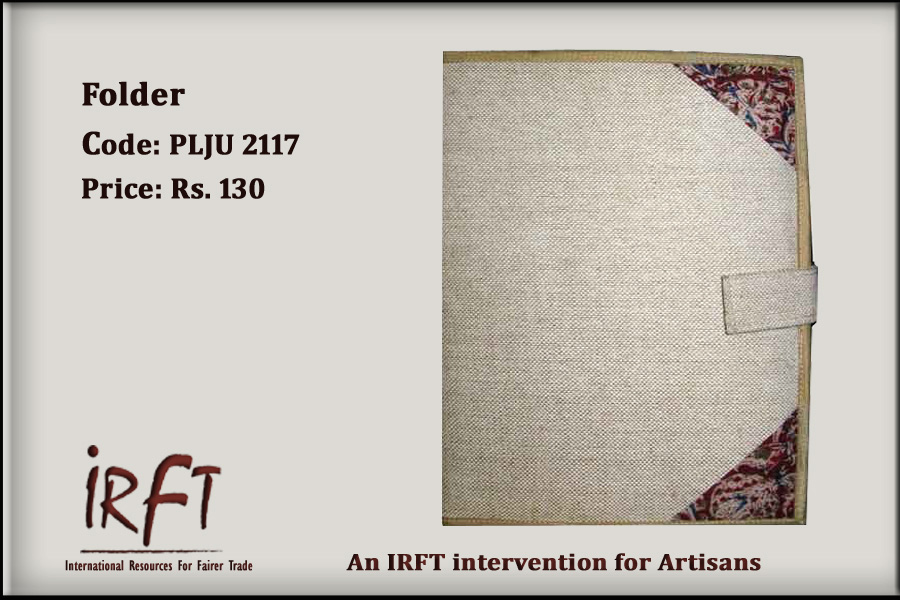 Folder
Code: PLJU 2117
Price: Rs. 130
iRFT
International Resources For Fairer Trade
An IRFT intervention for Artisans